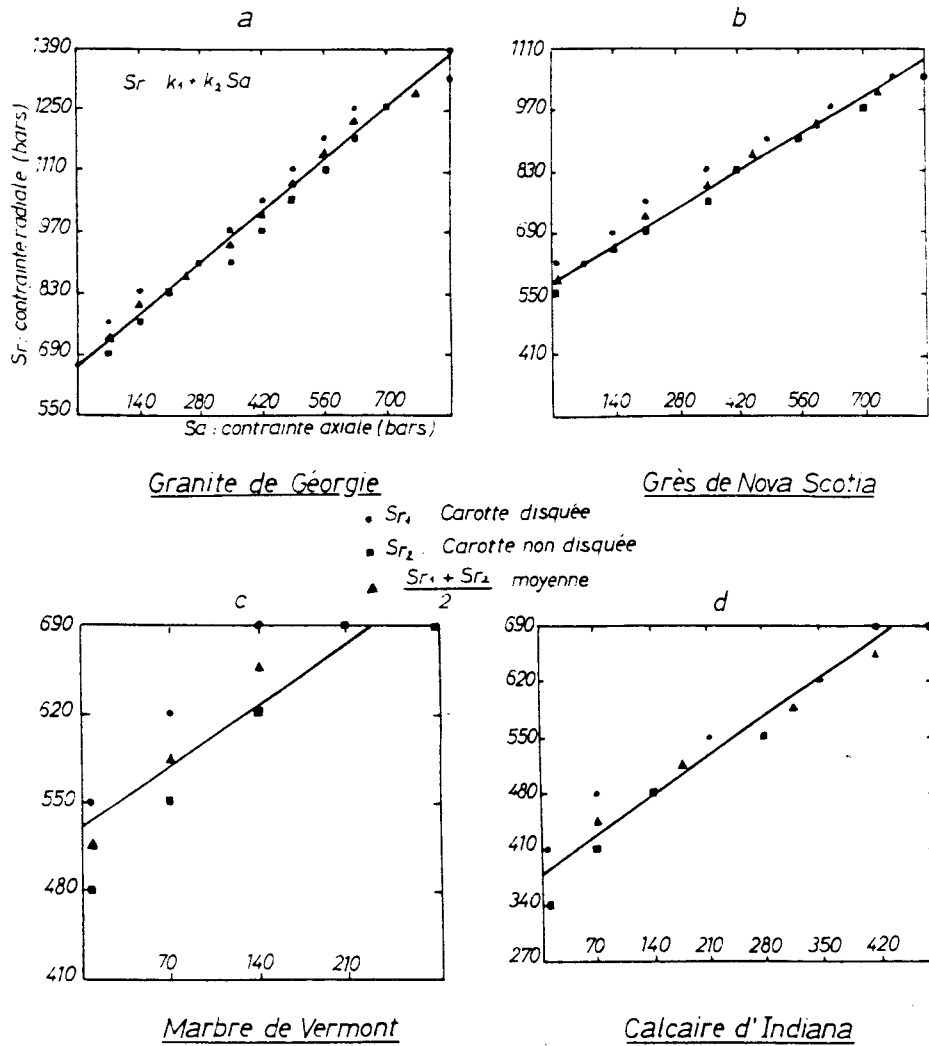 a
1390
1250
1110
970
830
690
550
Sr k₁ + k₂ Sa
Sr : contrainte radiale (bars)
140 280 420 560 700
Sa : contrainte axiale (bars)
Granite de Géorgie
b
1110
970
830
690
550
410
140 280 420 560 700
Grès de Nova Scotia
• Sr₁ Carotte disquée
■ Sr₂ Carotte non disquée
▲ Sr₁ + Sr₂ moyenne
2
c
690
620
550
480
410
70 140 210
Marbre de Vermont
d
690
620
550
480
410
340
270
70 140 210 280 350 420
Calcaire d'Indiana